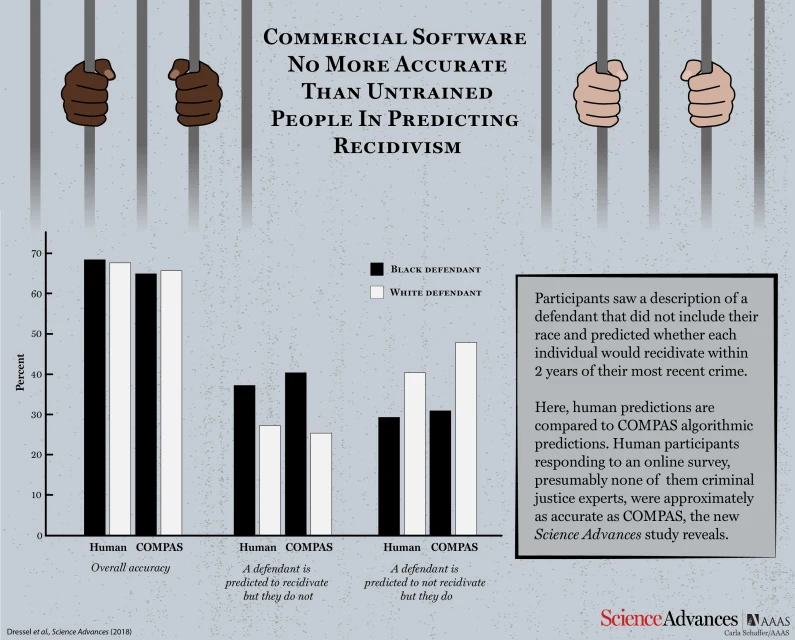 Commercial Software
No More Accurate
Than Untrained
People In Predicting
Recidivism
Percent
70
60
50
40
30
20
10
0
Black defendant
White defendant
Human COMPAS
Overall accuracy
Human COMPAS
A defendant is
predicted to recidivate
but they do not
Human COMPAS
A defendant is
predicted to not recidivate
but they do
Participants saw a description of a
defendant that did not include their
race and predicted whether each
individual would recidivate within
2 years of their most recent crime.
Here, human predictions are
compared to COMPAS algorithmic
predictions. Human participants
responding to an online survey,
presumably none of them criminal
justice experts, were approximately
as accurate as COMPAS, the new
Science Advances study reveals.
Dressel et al., Science Advances (2018)
ScienceAdvances AAAS
Carla Schaffer/AAAS